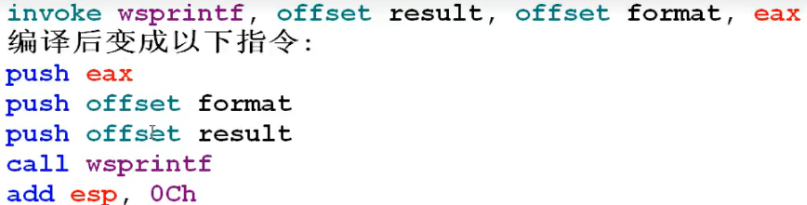 invoke wsprintf, offset result, offset format, eax
编译后变成以下指令:
push eax
push offset format
push offset result
call wsprintf
add esp, 0Ch